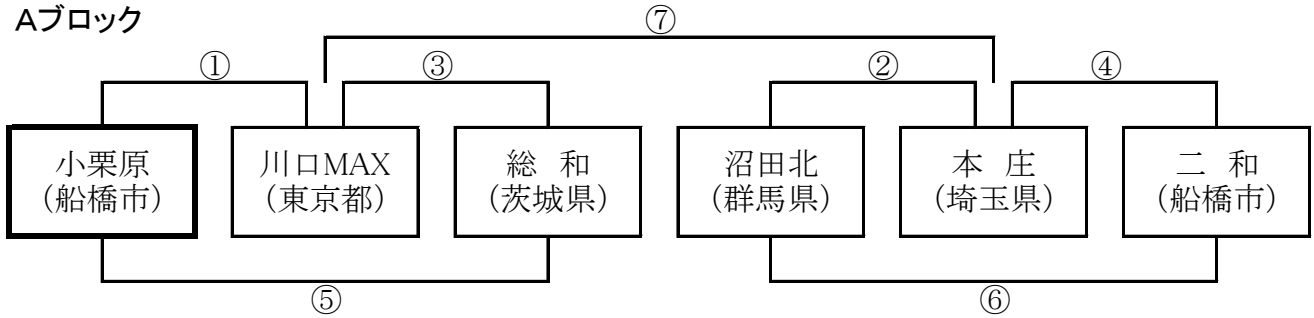 Aブロック
⑦
① ③ ② ④
小栗原 川口MAX 総 和 沼田北 本 庄 二 和
(船橋市) (東京都) (茨城県) (群馬県) (埼玉県) (船橋市)
⑤ ⑥